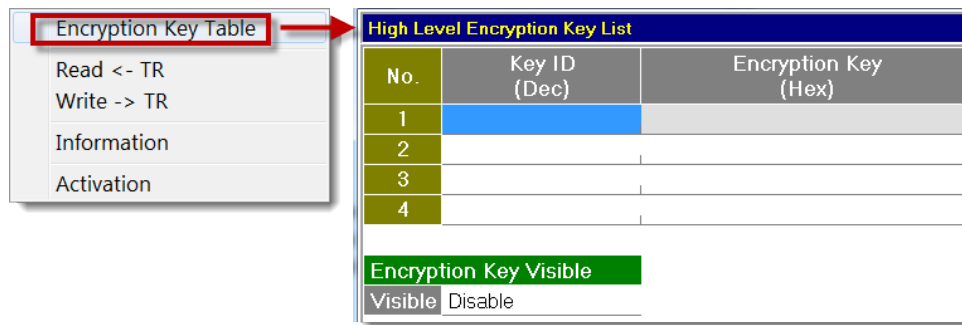 Encryption Key Table
Read <- TR
Write -> TR
Information
Activation
High Level Encryption Key List
No. Key ID (Dec) Encryption Key (Hex)
1
2
3
4
Encryption Key Visible
Visible Disable